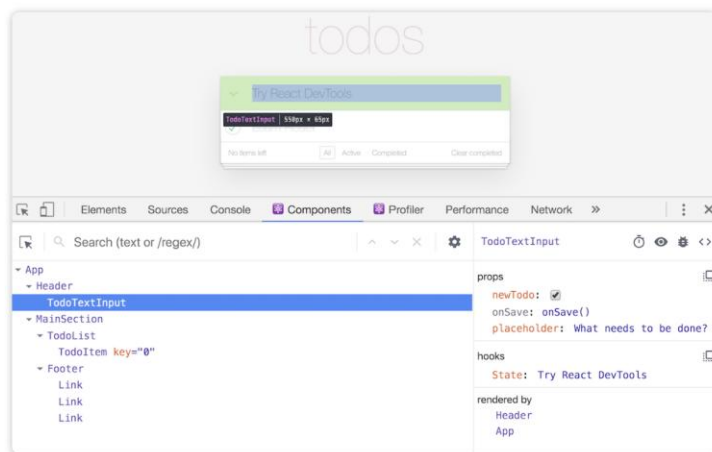 todos
Try React DevTools
TodoTextInput | 550px × 65px
No items left All Active Completed Clear completed
Elements Sources Console Components Profiler Performance Network »
Search (text or /regex/)
TodoTextInput
App
Header
TodoTextInput
MainSection
TodoList
TodoItem key="0"
Footer
Link
Link
Link
props
newTodo:
onSave: onSave()
placeholder: What needs to be done?
hooks
State: Try React DevTools
rendered by
Header
App